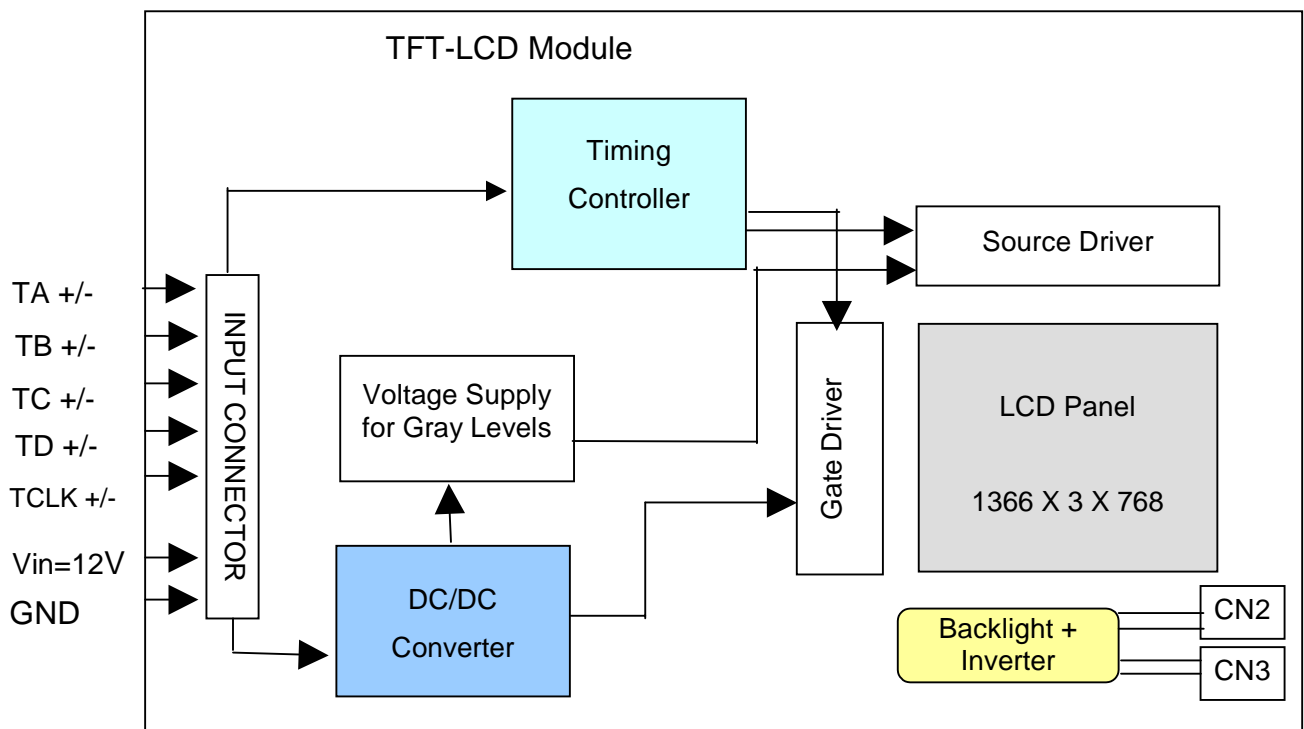 TFT-LCD Module
Timing
Controller
Source Driver
TA +/-
TB +/-
TC +/-
TD +/-
TCLK +/-
Vin=12V
GND
INPUT CONNECTOR
Voltage Supply
for Gray Levels
Gate Driver
LCD Panel
1366 X 3 X 768
DC/DC
Converter
Backlight +
Inverter
CN2
CN3